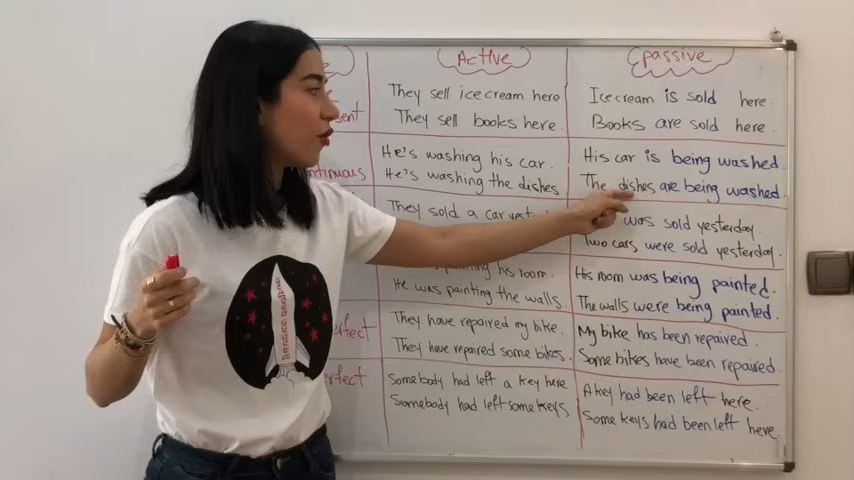 Active
Passive
They sell icecream here
They sell books here.
Icecream is sold here.
Books are sold here.
He's washing his car.
He's washing the dishes
His car is being washed.
The dishes are being washed
They sold a car
was sold yesterday.
Two cars, were sold yesterday.
painting his room.
He was painting the walls.
His room was being painted.
The walls were being painted.
They have repaired my bike.
They have repaired some bikes.
My bike has been repaired.
Some bikes have been repaired.
Somebody had left a key here
Somebody had left some keys
A key had been left here.
Some keys had been left here.